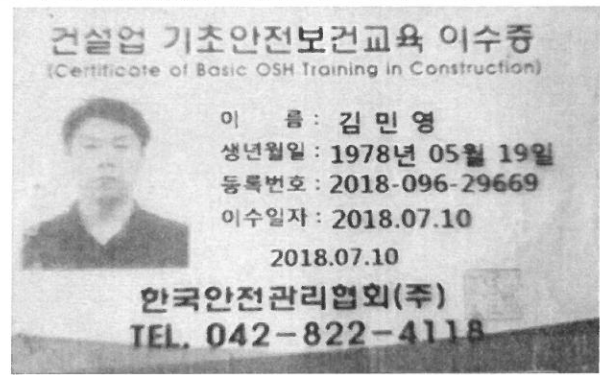 건설업 기초안전보건교육 이수증
(Certificate of Basic OSH Training in Construction)
이 름 : 김 민 영
생년월일 : 1978년 05월 19일
등록번호 : 2018-096-29669
이수일자 : 2018.07.10
2018.07.10
한국안전관리협회(주)
TEL. 042-822-4118